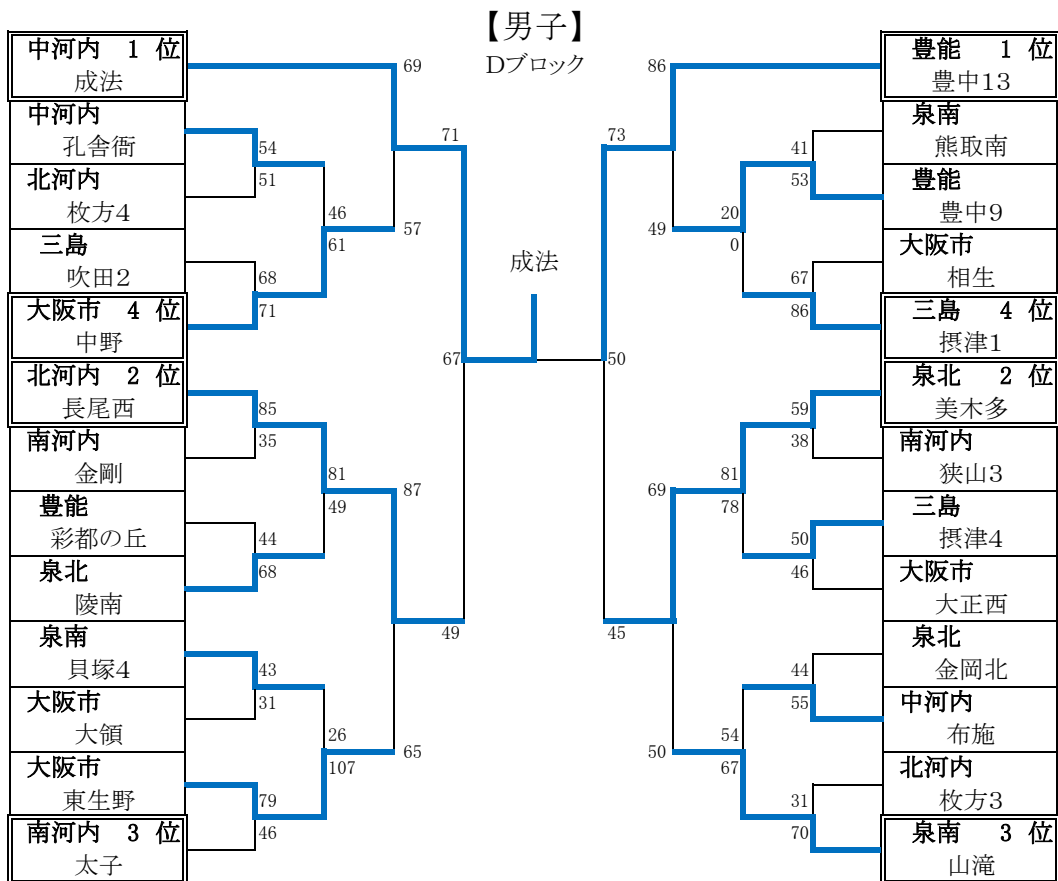 【男子】
Dブロック
中河内 1 位
成法
中河内
孔舎衙
北河内
枚方4
三島
吹田2
大阪市 4 位
中野
北河内 2 位
長尾西
南河内
金剛
豊能
彩都の丘
泉北
陵南
泉南
貝塚4
大阪市
大領
大阪市
東生野
南河内 3 位
太子
54
51
68
71
85
35
44
68
43
31
79
46
46
61
81
49
26
107
69
57
87
65
71
49
67
成法
50
73
45
86
49
69
50
20
0
81
78
54
67
41
53
67
86
59
38
50
46
44
55
31
70
豊能 1 位
豊中13
泉南
熊取南
豊能
豊中9
大阪市
相生
三島 4 位
摂津1
泉北 2 位
美木多
南河内
狭山3
三島
摂津4
大阪市
大正西
泉北
金岡北
中河内
布施
北河内
枚方3
泉南 3 位
山滝